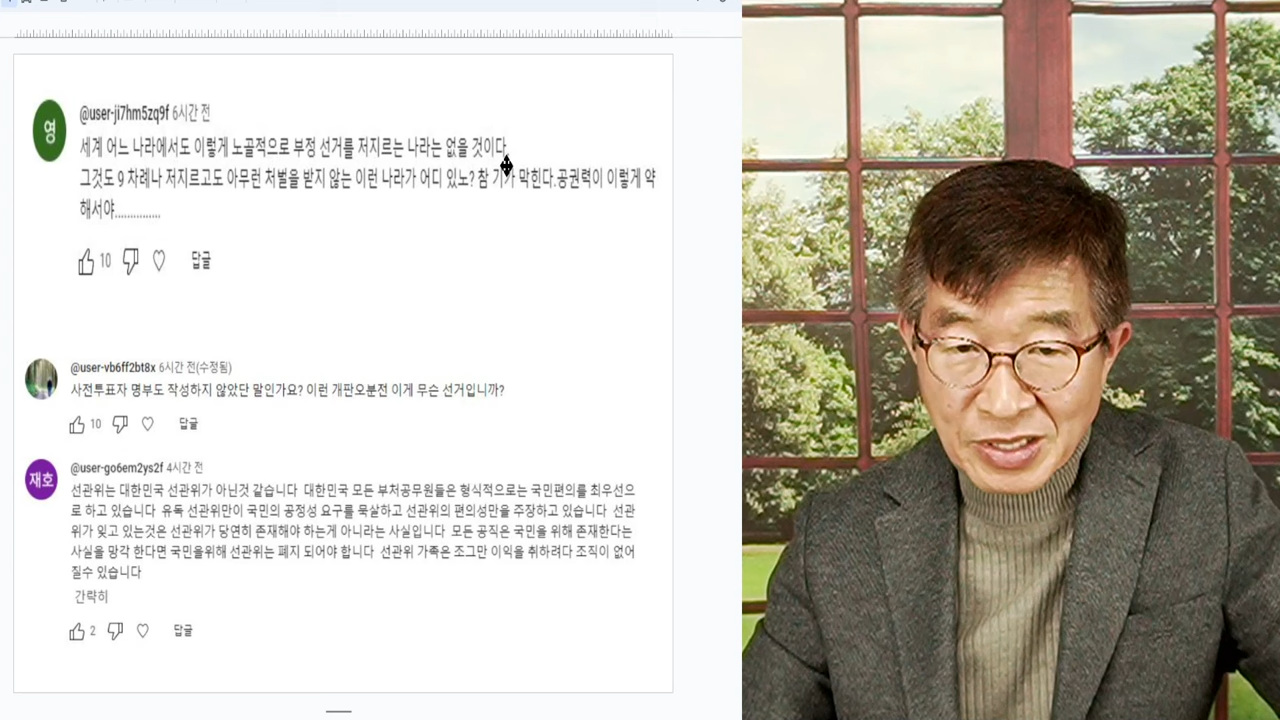 영
@user-ji7hm5zq9f 6시간 전
세계 어느 나라에서도 이렇게 노골적으로 부정 선거를 저지르는 나라는 없을 것이다.
그것도 9 차례나 저지르고도 아무런 처벌을 받지 않는 이런 나라가 어디 있노? 참 기가 막힌다.공권력이 이렇게 약
해서야...............
10 답글
@user-vb6ff2bt8x 6시간 전(수정됨)
사전투표자 명부도 작성하지 않았단 말인가요? 이런 개판오분전 이게 무슨 선거입니까?
10 답글
재호
@user-go6em2ys2f 4시간 전
선관위는 대한민국 선관위가 아닌것 같습니다 대한민국 모든 부처공무원들은 형식적으로는 국민편의를 최우선으
로 하고 있습니다 유독 선관위만이 국민의 공정성 요구를 묵살하고 선관위의 편의성만을 주장하고 있습니다 선관
위가 잊고 있는것은 선관위가 당연히 존재해야 하는게 아니라는 사실입니다 모든 공직은 국민을 위해 존재한다는
사실을 망각 한다면 국민을위해 선관위는 폐지 되어야 합니다 선관위 가족은 조그만 이익을 취하려다 조직이 없어
질수 있습니다
간략히
2 답글